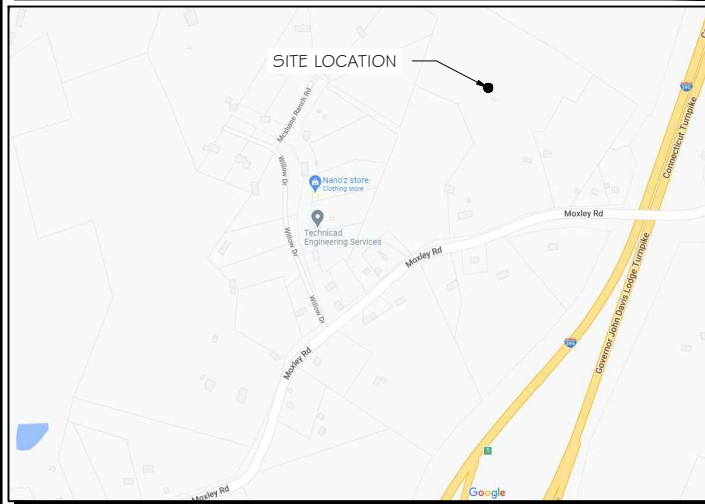 SITE LOCATION
C
395
Connecticut Turnpike
Mcshane Ranch Rd
Willow Dr
Nano'z store
Clothing store
Moxley Rd
Technicad
Engineering Services
Willow Dr
Moxley Rd
Governor John Davis Lodge Turnpike
Willow Dr
395
Moxley Rd
Moxley Rd
Google